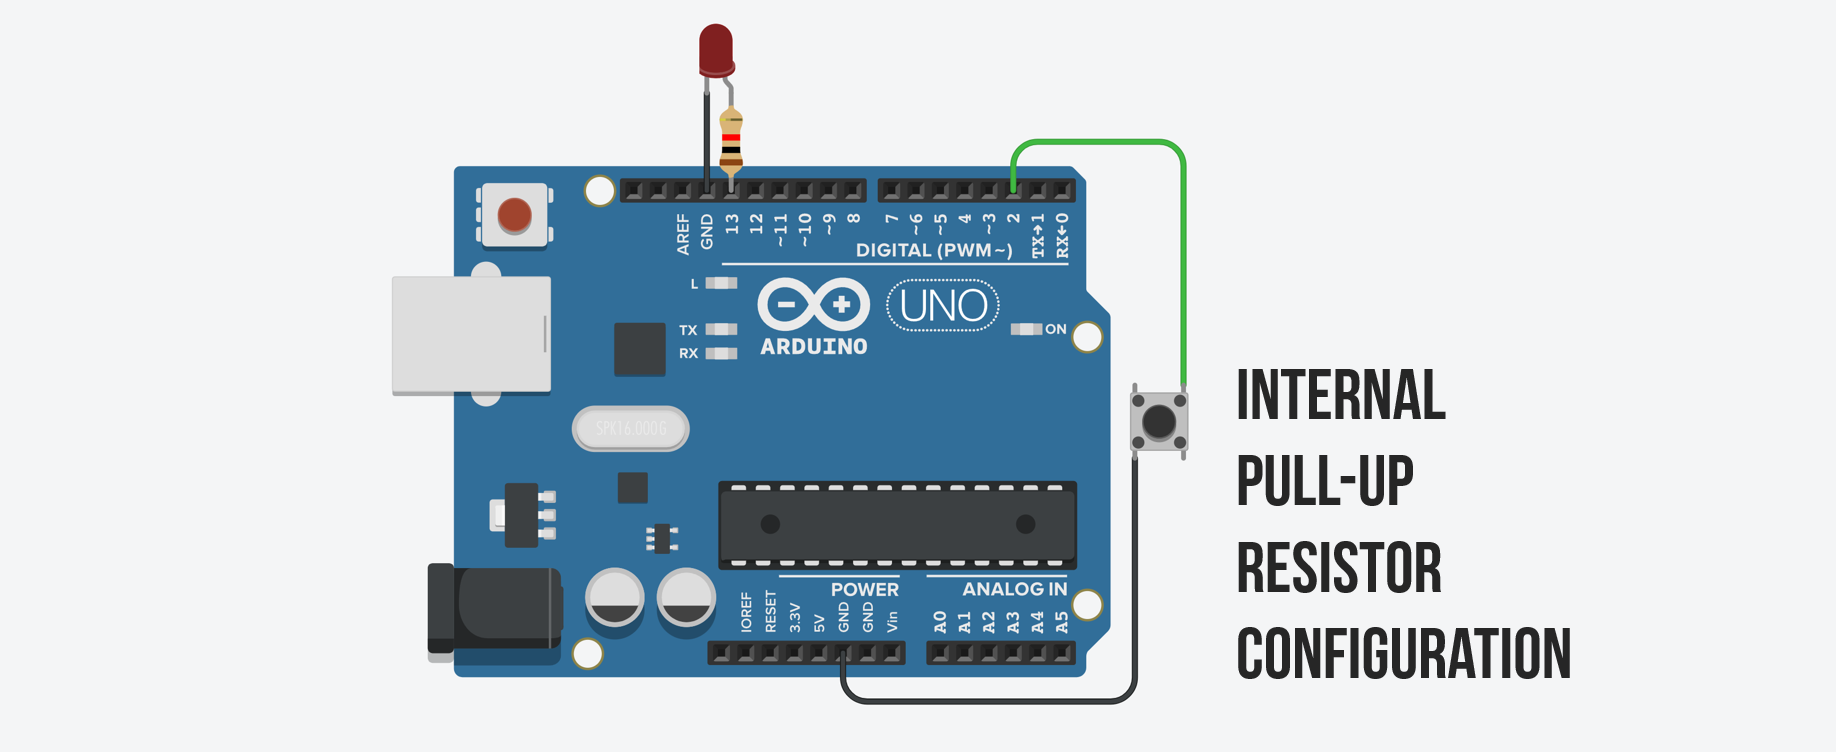 AREF
GND
13
12
~11
~10
~9
8
7
~6
~5
4
~3
2
TX→1
RX←0
DIGITAL (PWM~)
L
TX
RX
ARDUINO
UNO
ON
SPK16.000G
INTERNAL
PULL-UP
RESISTOR
CONFIGURATION
POWER
ANALOG IN
IOREF
RESET
3.3V
5V
GND
GND
Vin
A0
A1
A2
A3
A4
A5